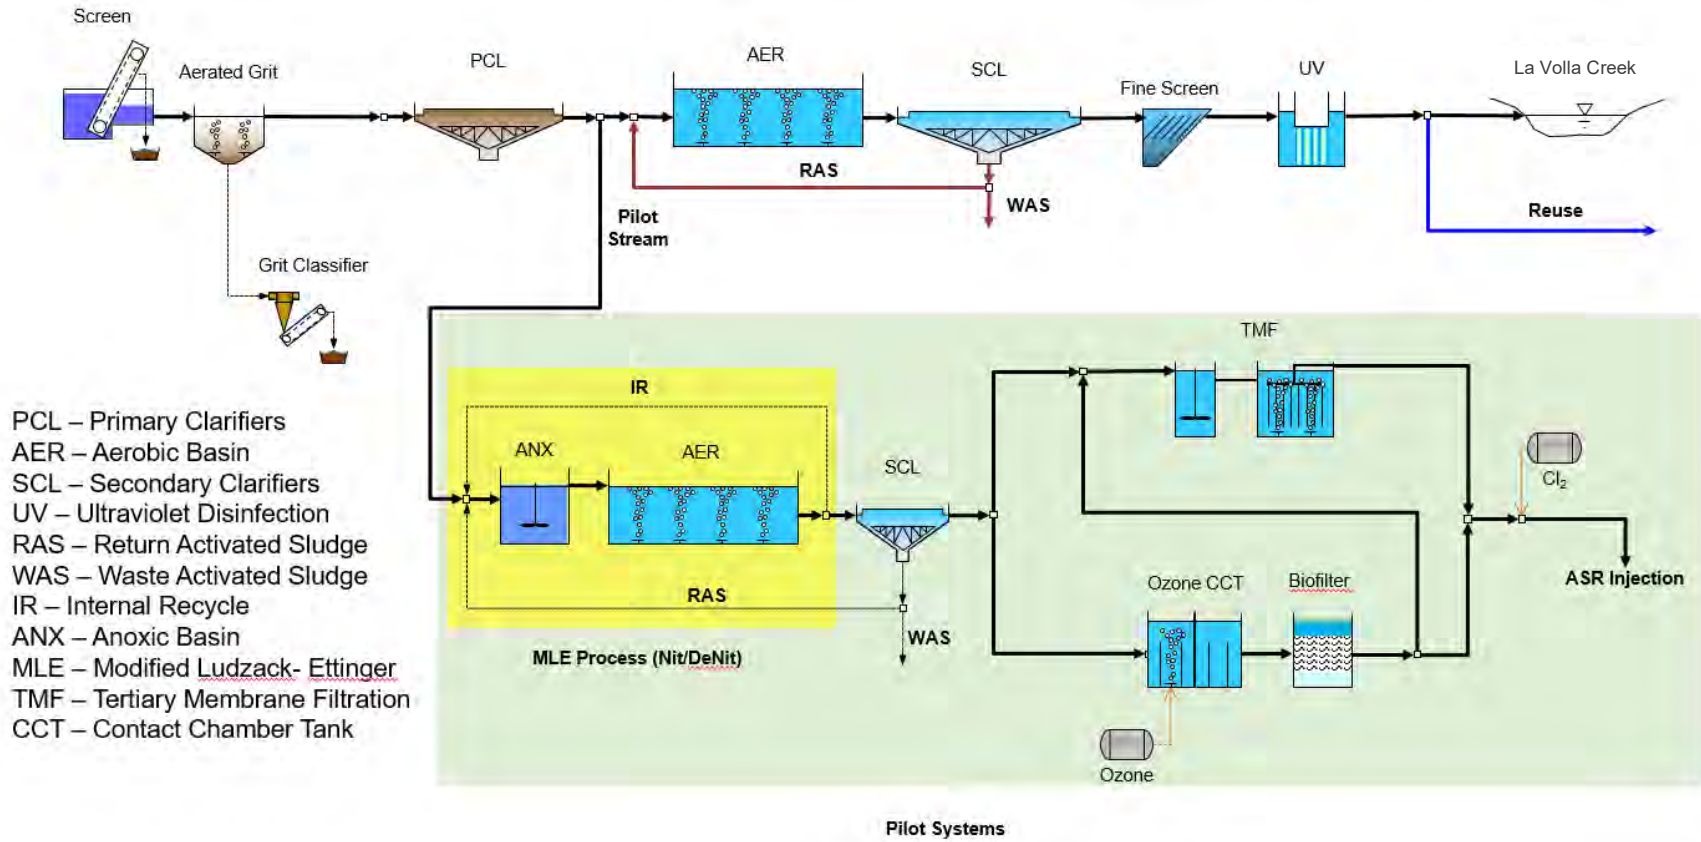 Screen
Aerated Grit
PCL
AER
SCL
Fine Screen
UV
La Volla Creek
RAS
WAS
Reuse
Pilot
Stream
Grit Classifier
TMF
IR
ANX
AER
SCL
Cl₂
RAS
WAS
Ozone CCT
Biofilter
ASR Injection
MLE Process (Nit/DeNit)
Ozone
PCL – Primary Clarifiers
AER – Aerobic Basin
SCL – Secondary Clarifiers
UV – Ultraviolet Disinfection
RAS – Return Activated Sludge
WAS – Waste Activated Sludge
IR – Internal Recycle
ANX – Anoxic Basin
MLE – Modified Ludzack- Ettinger
TMF – Tertiary Membrane Filtration
CCT – Contact Chamber Tank
Pilot Systems